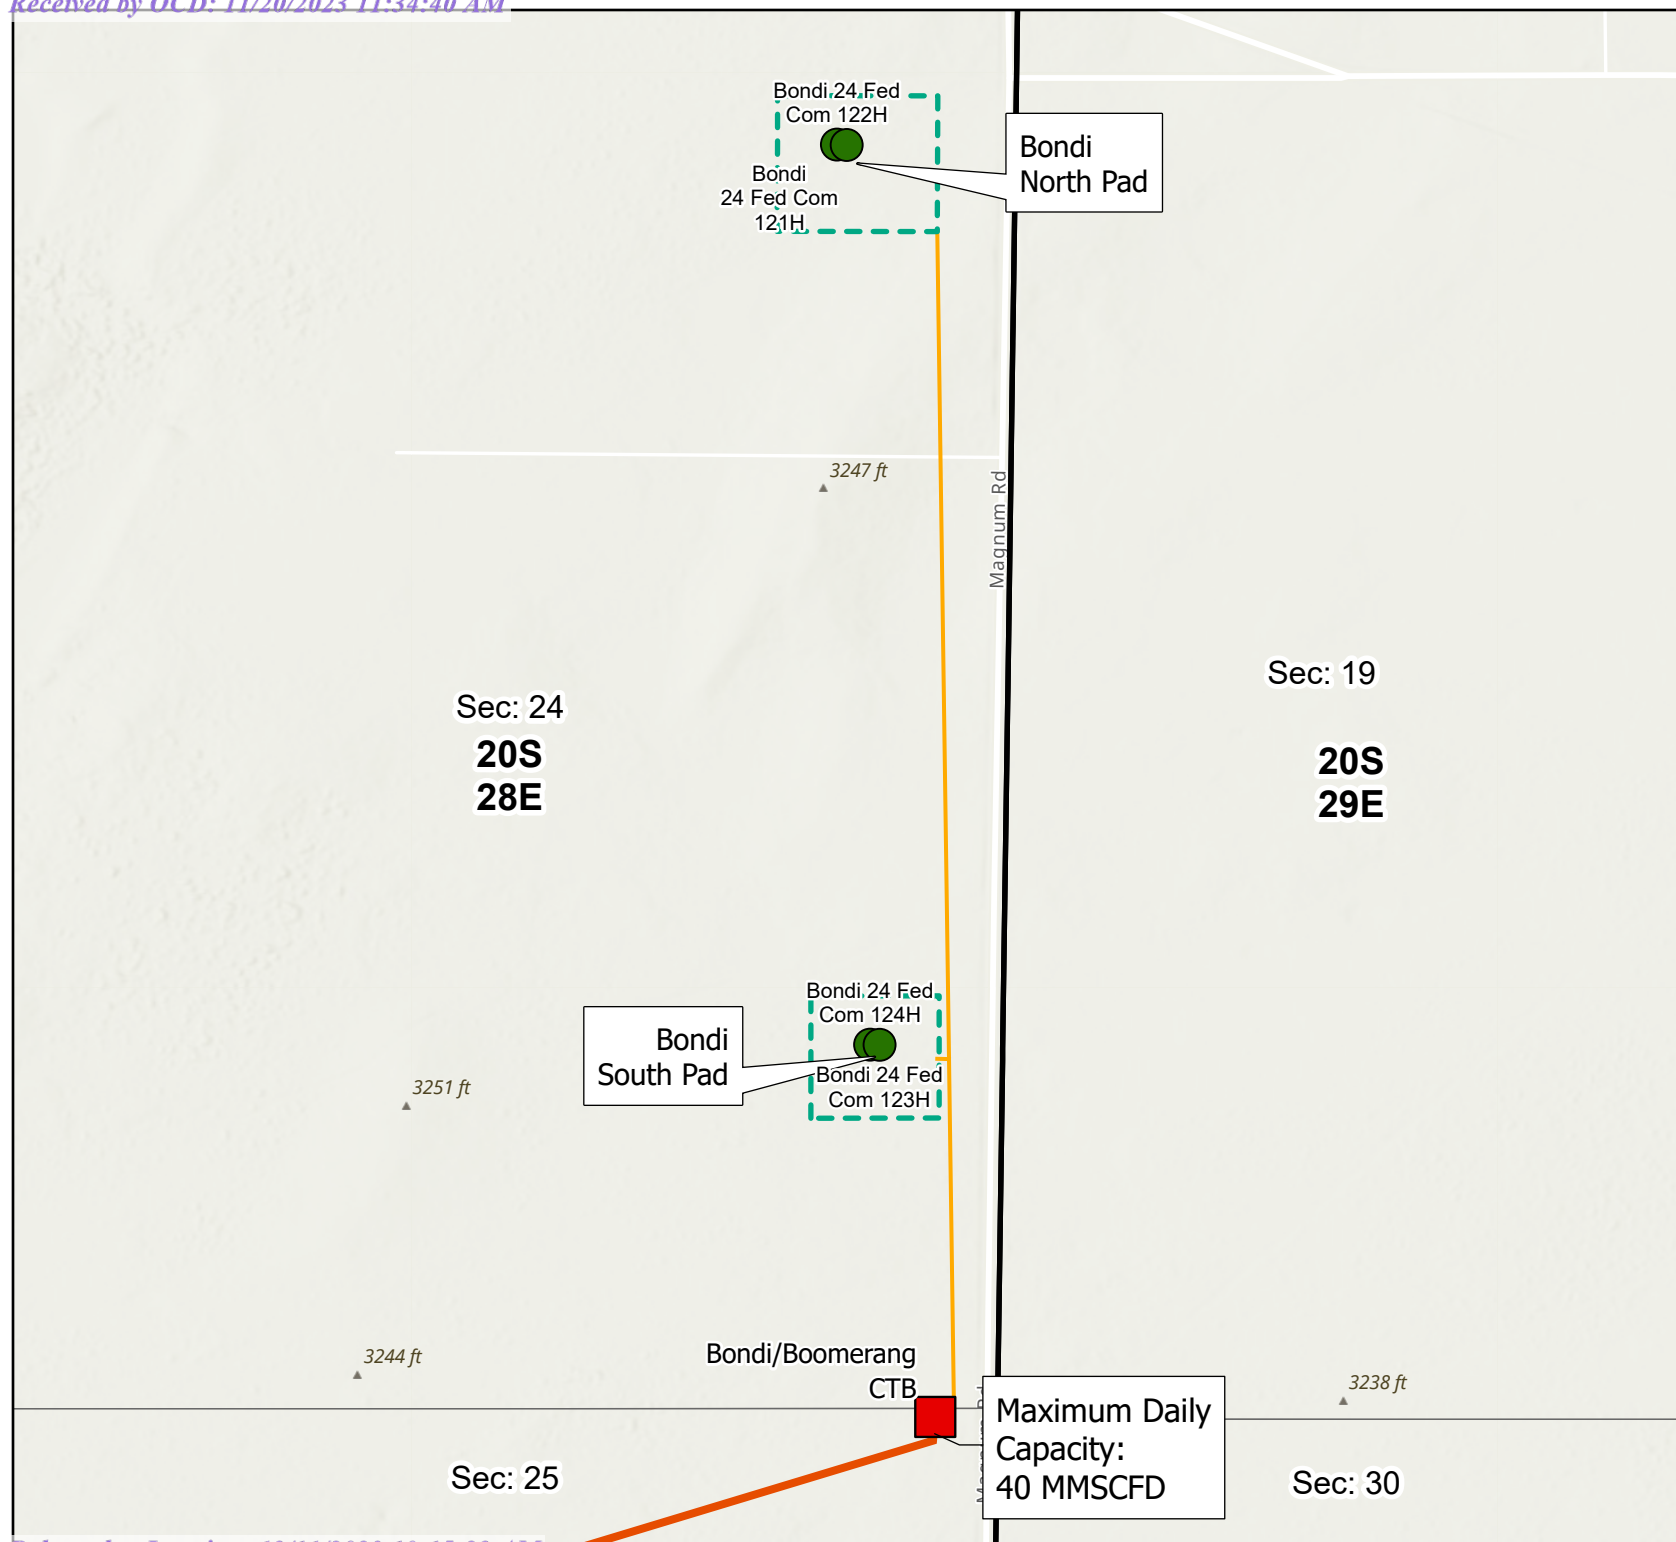 Received by OCD: 11/20/2023 11:34:40 AM
Bondi 24 Fed
Com 122H
Bondi
North Pad
Bondi
24 Fed Com
121H
3247 ft
Magnum Rd
Sec: 24
20S
28E
Sec: 19
20S
29E
Bondi 24 Fed
Com 124H
Bondi
South Pad
Bondi 24 Fed
Com 123H
3251 ft
3244 ft
Bondi/Boomerang
CTB
3238 ft
Maximum Daily
Capacity:
40 MMSCFD
Sec: 25
Sec: 30